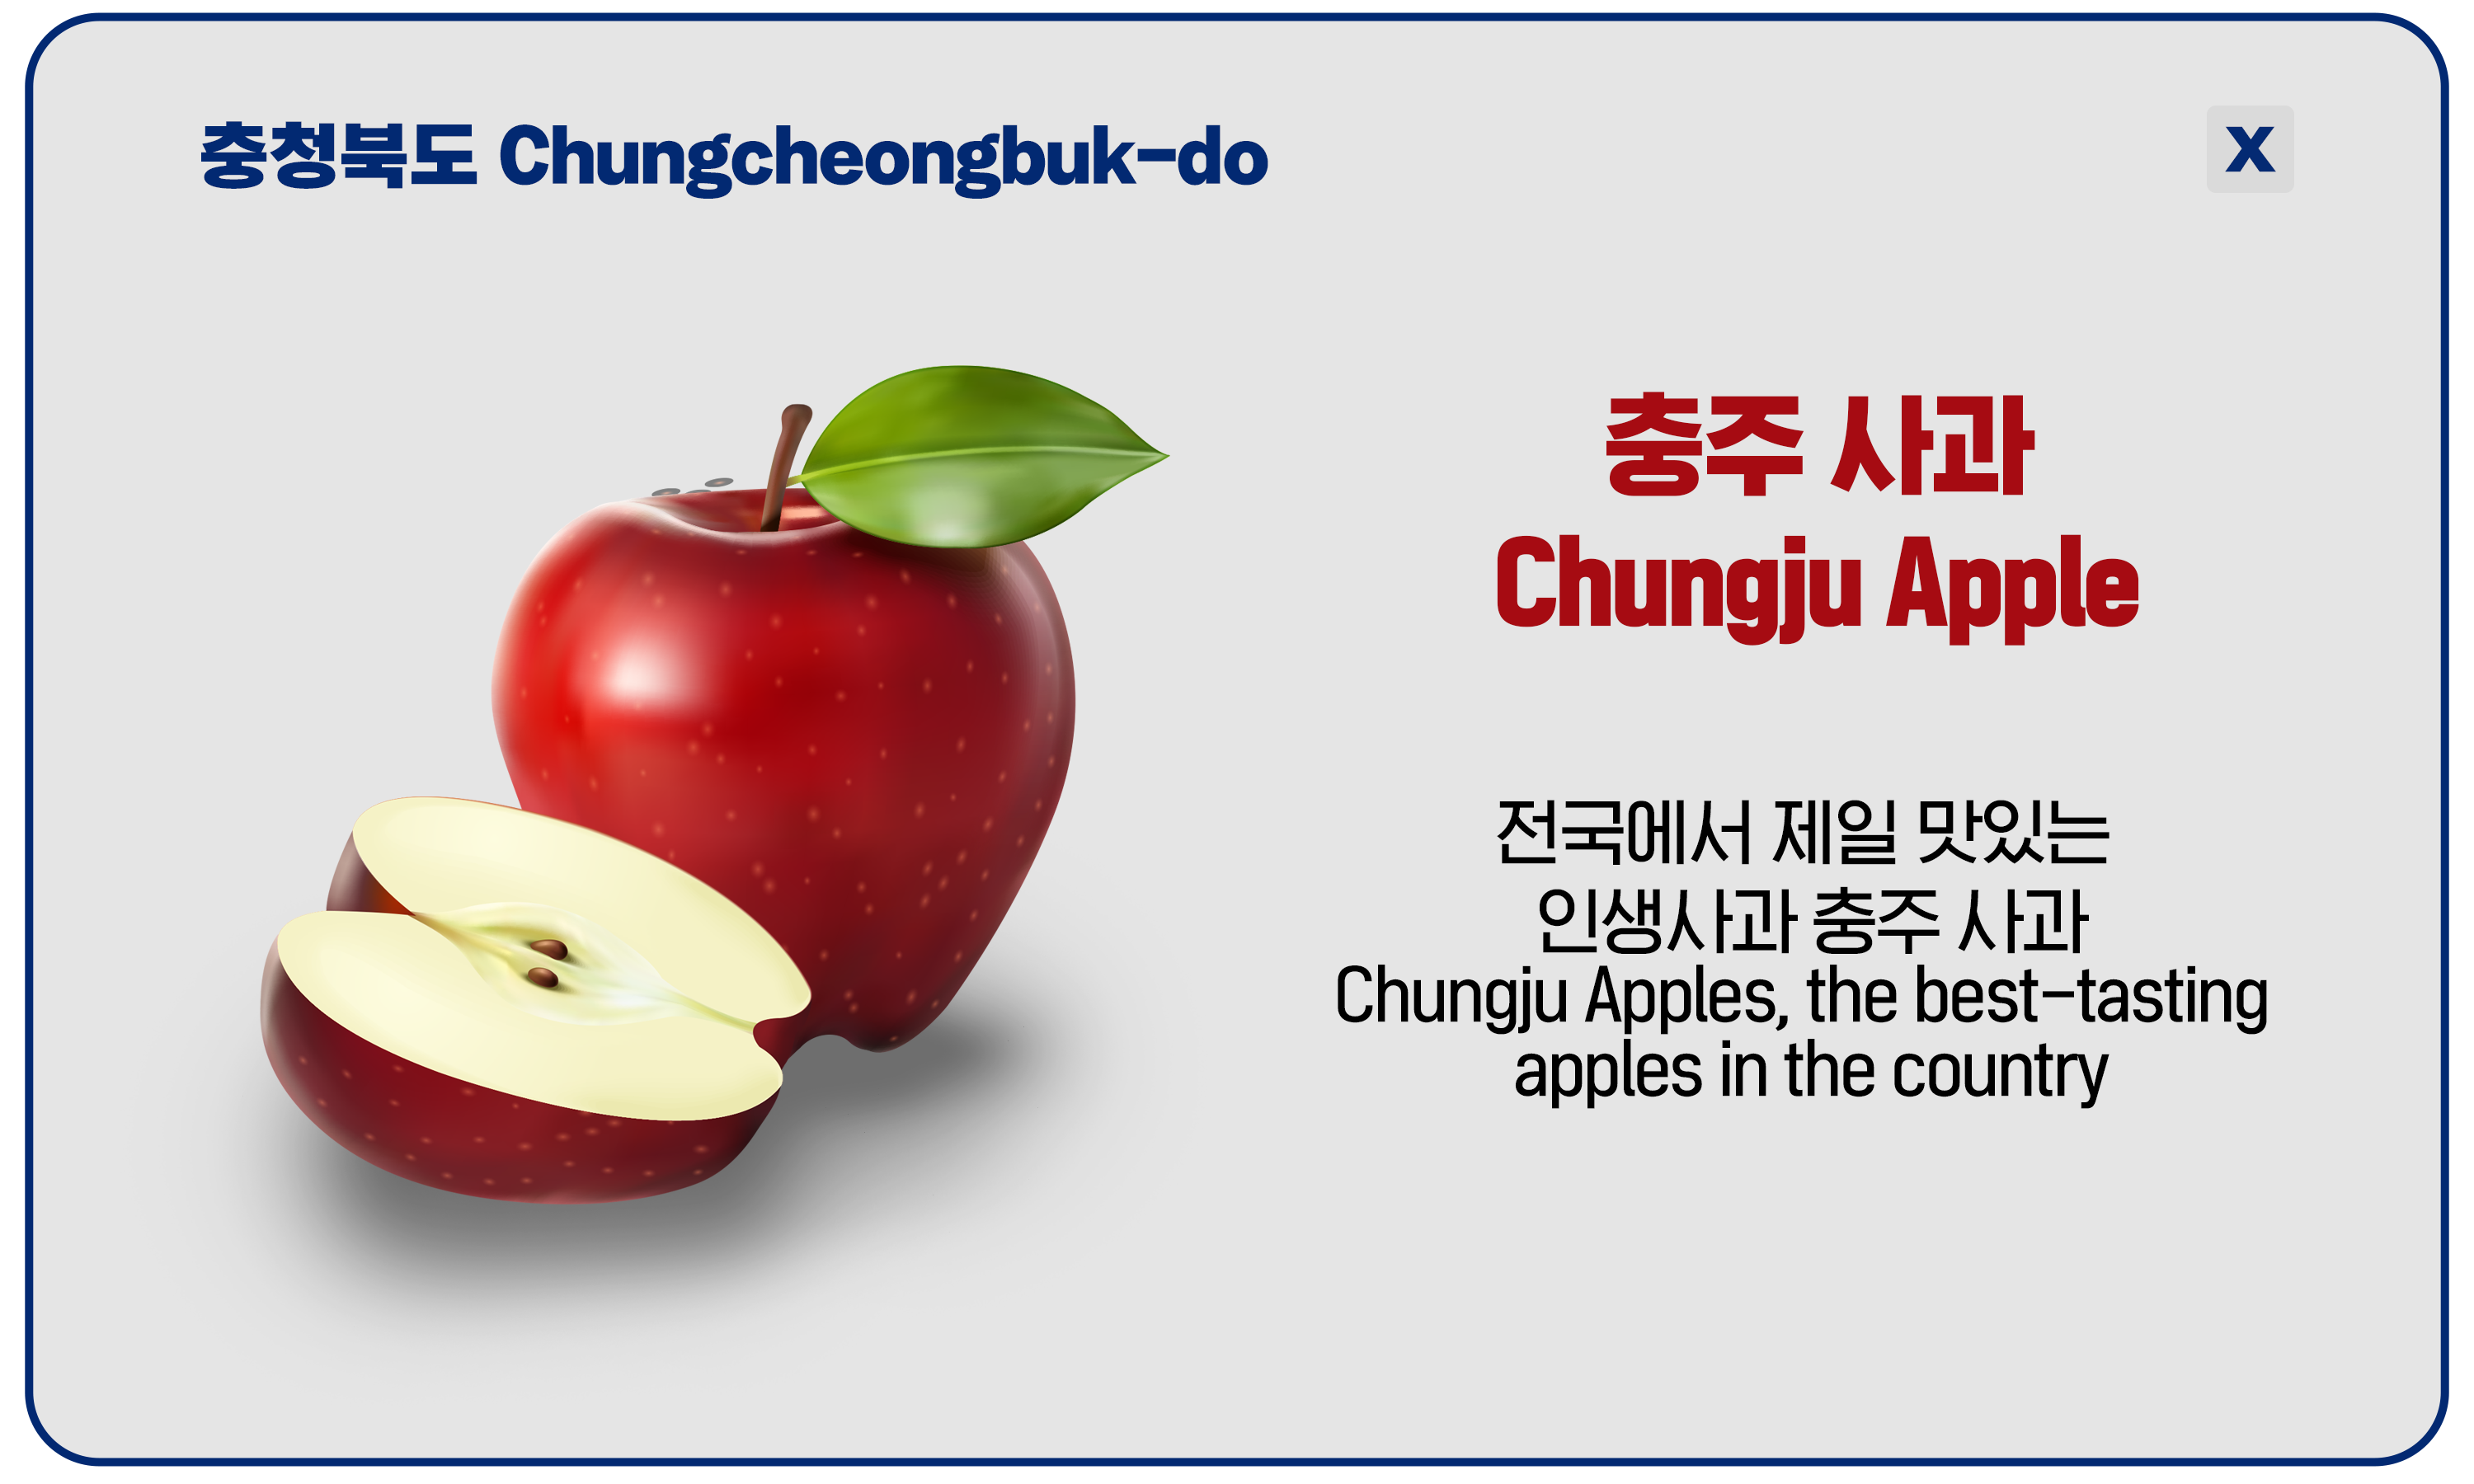 충청북도 Chungcheongbuk-do
X
충주 사과
Chungju Apple
전국에서 제일 맛있는
인생사과 충주 사과
Chungju Apples, the best-tasting
apples in the country